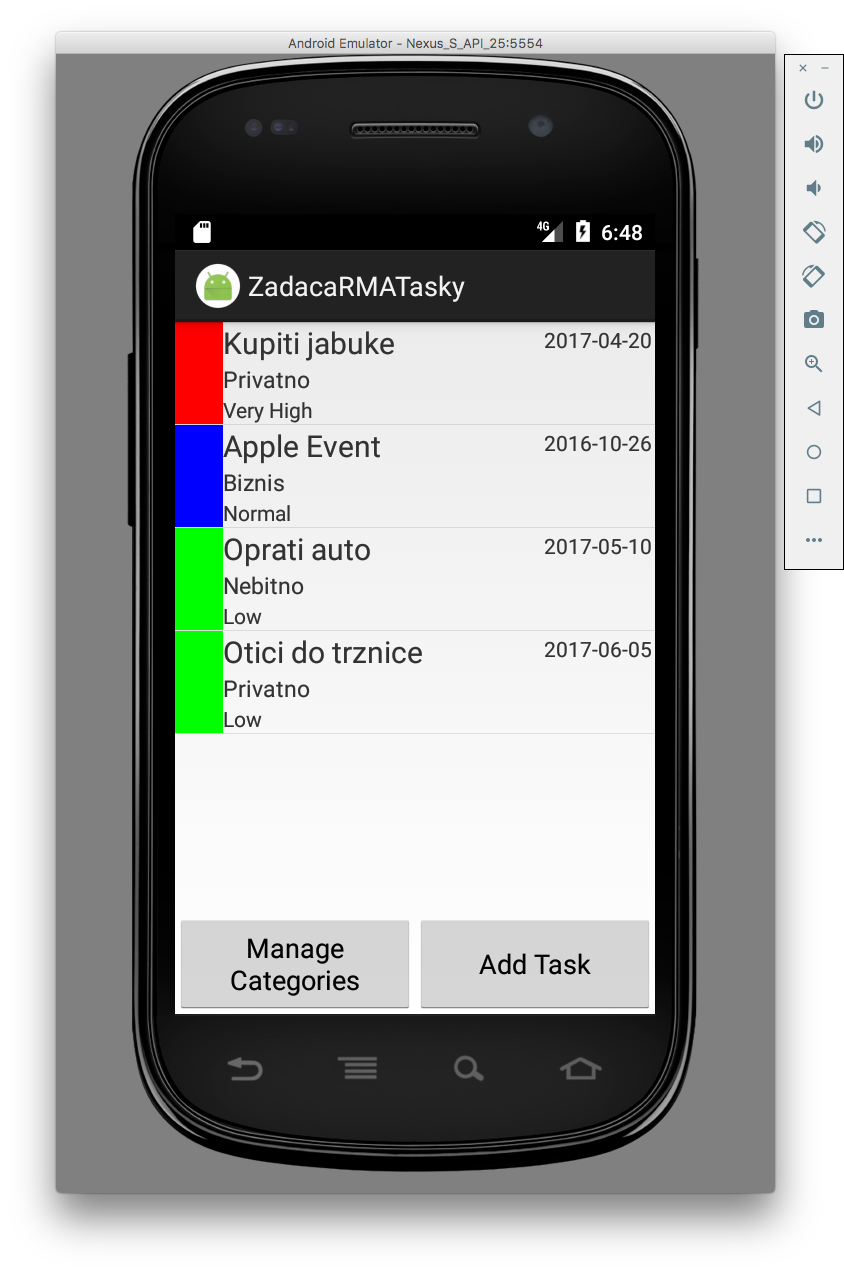 Android Emulator - Nexus_S_API_25:5554
4G 6:48
ZadacaRMATasky
Kupiti jabuke 2017-04-20
Privatno
Very High
Apple Event 2016-10-26
Biznis
Normal
Oprati auto 2017-05-10
Nebitno
Low
Otici do trznice 2017-06-05
Privatno
Low
Manage
Categories
Add Task